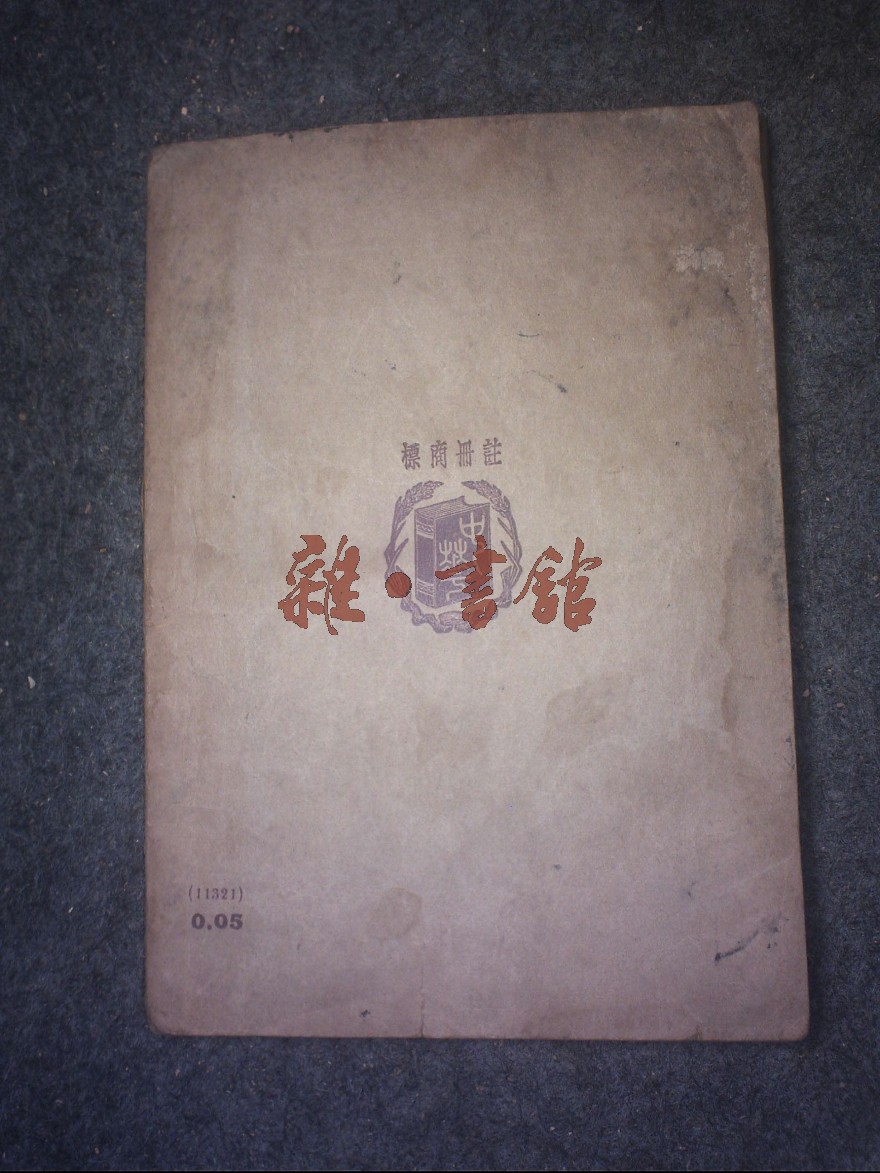 註冊商標
中華
雜·書館
(11321)
0.05